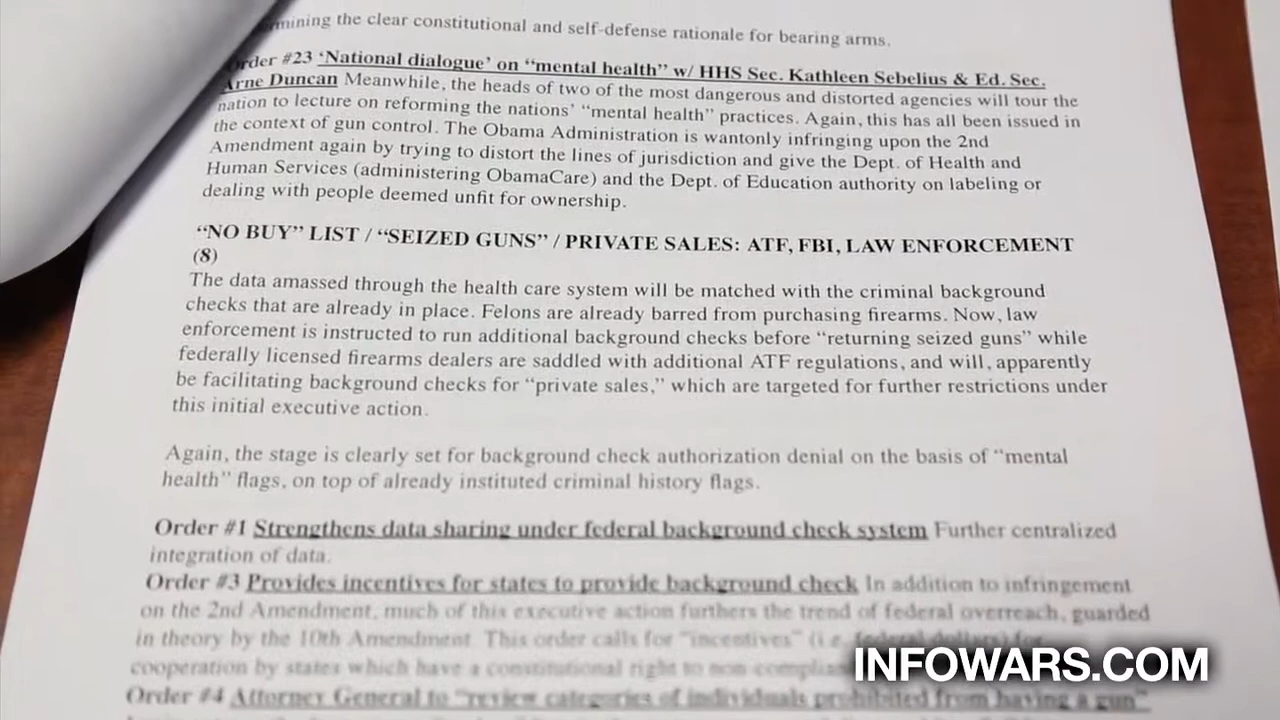 mining the clear constitutional and self-defense rationale for bearing arms.
Order #23 ‘National dialogue’ on “mental health” w/ HHS Sec. Kathleen Sebelius & Ed. Sec.
Arne Duncan Meanwhile, the heads of two of the most dangerous and distorted agencies will tour the
nation to lecture on reforming the nations’ “mental health” practices. Again, this has all been issued in
the context of gun control. The Obama Administration is wantonly infringing upon the 2nd
Amendment again by trying to distort the lines of jurisdiction and give the Dept. of Health and
Human Services (administering ObamaCare) and the Dept. of Education authority on labeling or
dealing with people deemed unfit for ownership.
“NO BUY” LIST / “SEIZED GUNS” / PRIVATE SALES: ATF, FBI, LAW ENFORCEMENT
(8)
The data amassed through the health care system will be matched with the criminal background
checks that are already in place. Felons are already barred from purchasing firearms. Now, law
enforcement is instructed to run additional background checks before “returning seized guns” while
federally licensed firearms dealers are saddled with additional ATF regulations, and will, apparently
be facilitating background checks for “private sales,” which are targeted for further restrictions under
this initial executive action.
Again, the stage is clearly set for background check authorization denial on the basis of “mental
health” flags, on top of already instituted criminal history flags.
Order #1 Strengthens data sharing under federal background check system Further centralized
integration of data.
Order #3 Provides incentives for states to provide background check In addition to infringement
on the 2nd Amendment, much of this executive action furthers the trend of federal overreach, guarded
in theory by the 10th Amendment. This order calls for “incentives” (i.e. federal dollars) for
cooperation by states which have a constitutional right to non
Order #4 Attorney General to “review categories of individuals prohibited from having a gun”
INFOWARS.COM